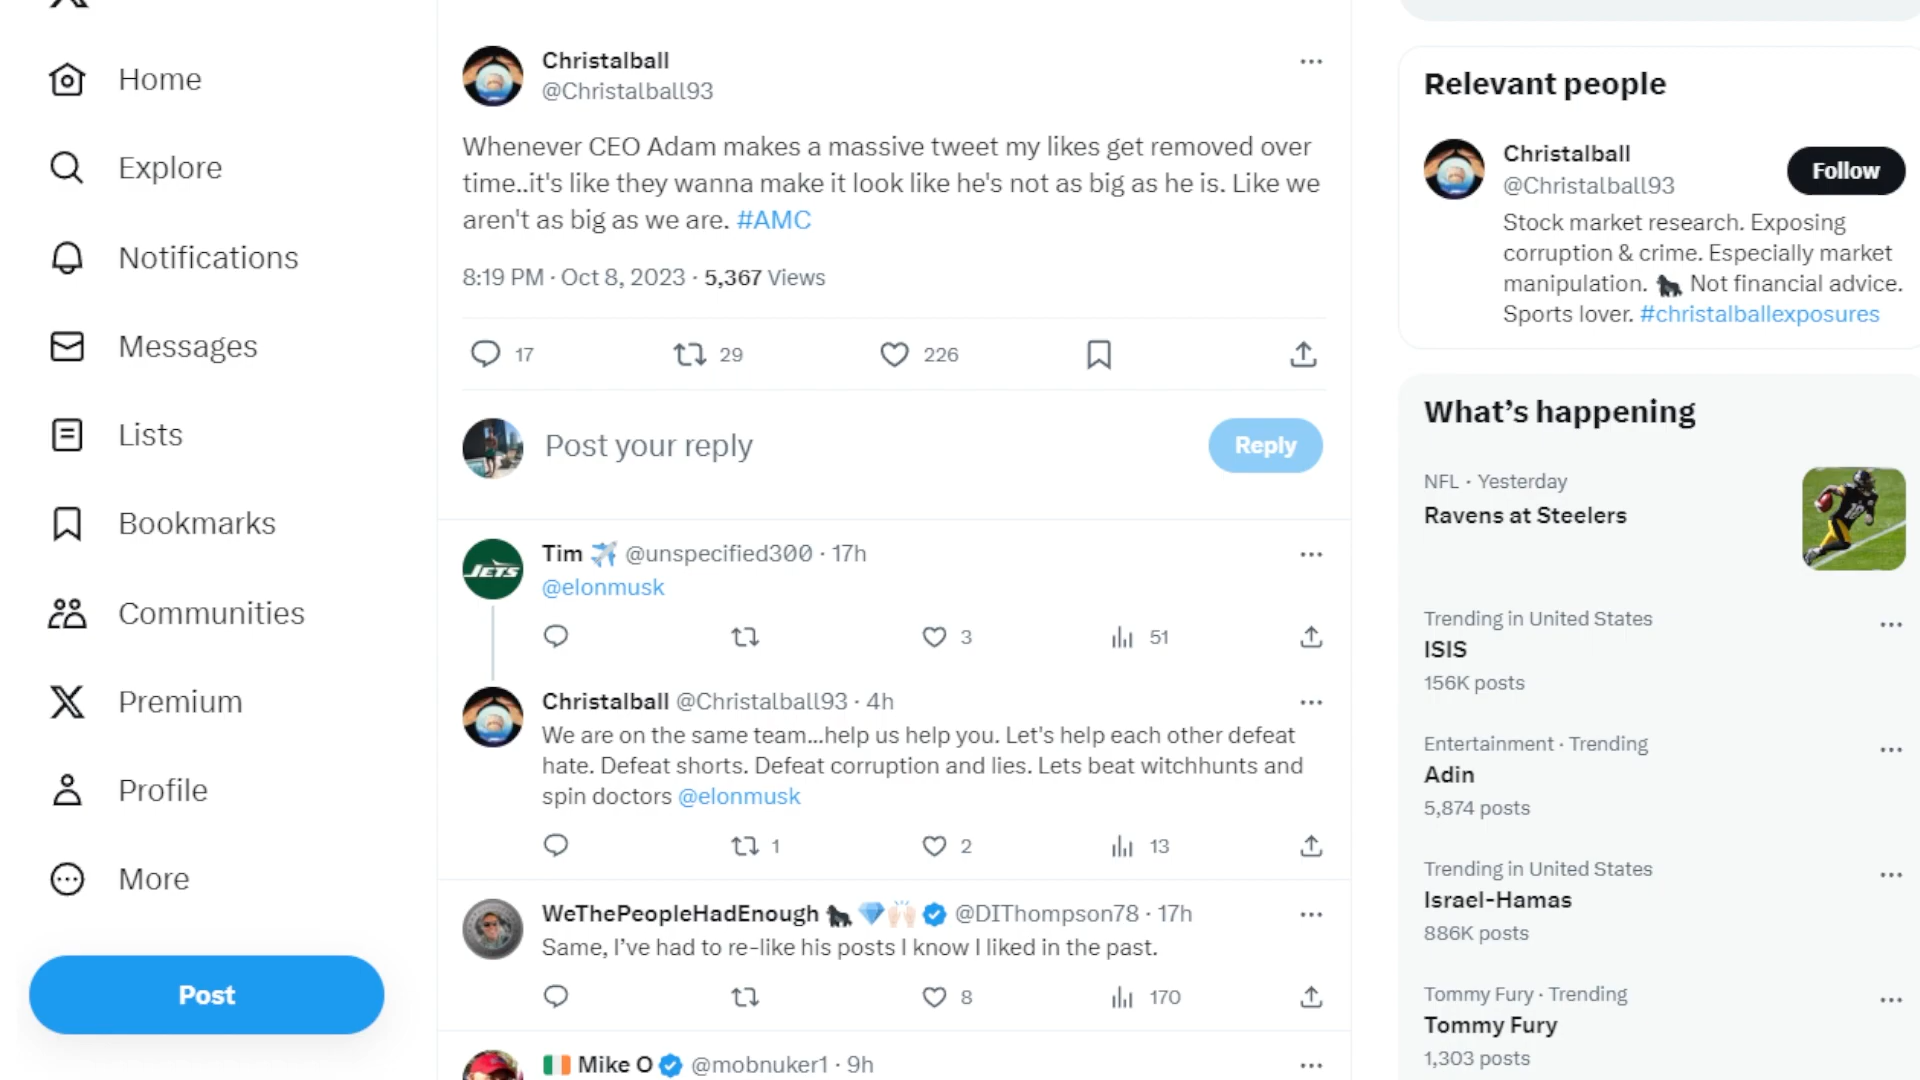 Home
Explore
Notifications
Messages
Lists
Bookmarks
Communities
Premium
Profile
More
Post
Christalball
@Christalball93
Whenever CEO Adam makes a massive tweet my likes get removed over
time..it's like they wanna make it look like he's not as big as he is. Like we
aren't as big as we are. #AMC
8:19 PM · Oct 8, 2023 · 5,367 Views
17 29 226
Post your reply
Reply
Tim ✈️ @unspecified300 · 17h
@elonmusk
3 51
Christalball @Christalball93 · 4h
We are on the same team...help us help you. Let's help each other defeat
hate. Defeat shorts. Defeat corruption and lies. Lets beat witchhunts and
spin doctors @elonmusk
1 2 13
WeThePeopleHadEnough 🦍💎🙌🏻 @DIThompson78 · 17h
Same, I’ve had to re-like his posts I know I liked in the past.
8 170
🇮🇪 Mike O @mobnuker1 · 9h
Relevant people
Christalball
@Christalball93
Follow
Stock market research. Exposing
corruption & crime. Especially market
manipulation. 🦍 Not financial advice.
Sports lover. #christalballexposures
What’s happening
NFL · Yesterday
Ravens at Steelers
Trending in United States
ISIS
156K posts
Entertainment · Trending
Adin
5,874 posts
Trending in United States
Israel-Hamas
886K posts
Tommy Fury · Trending
Tommy Fury
1,303 posts
JETS